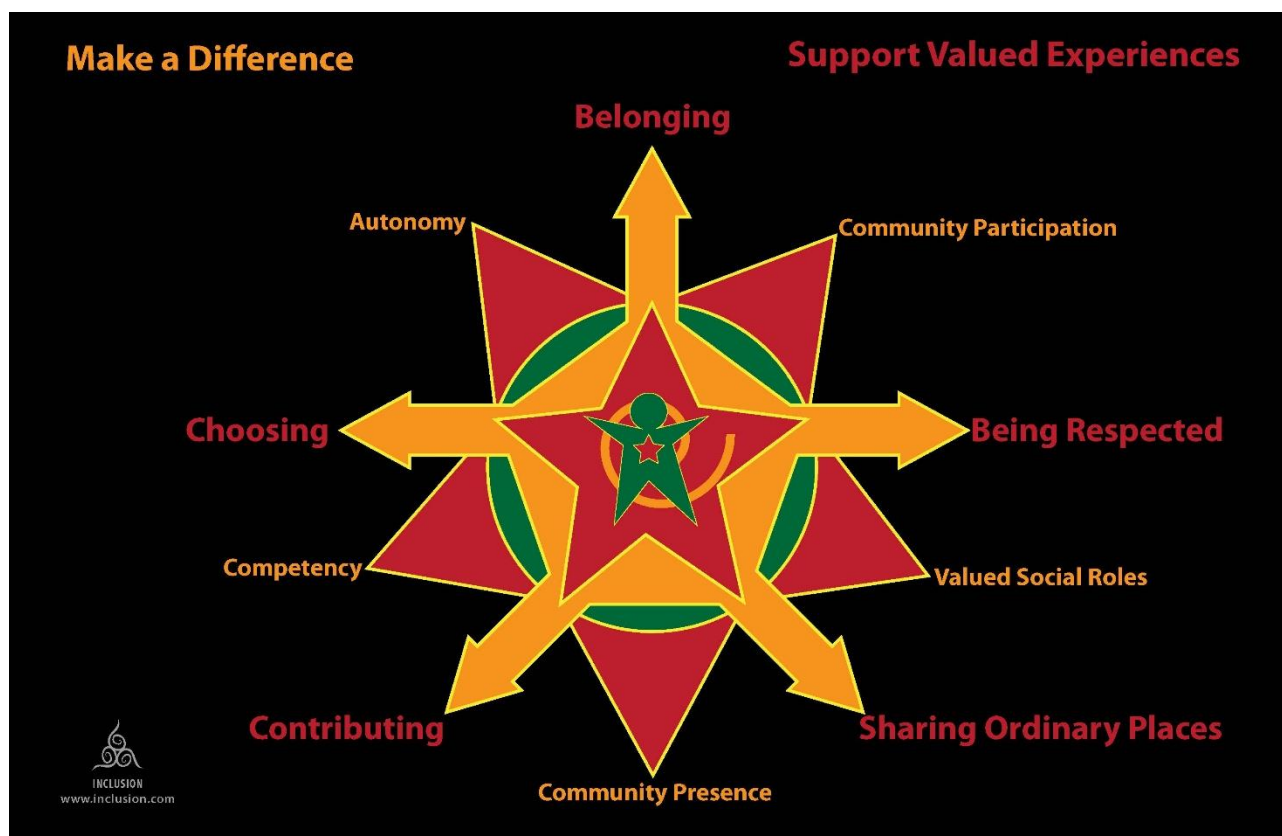 Make a Difference
Support Valued Experiences
Belonging
Autonomy
Community Participation
Choosing
Being Respected
Competency
Valued Social Roles
Contributing
Sharing Ordinary Places
INCLUSION
www.inclusion.com
Community Presence